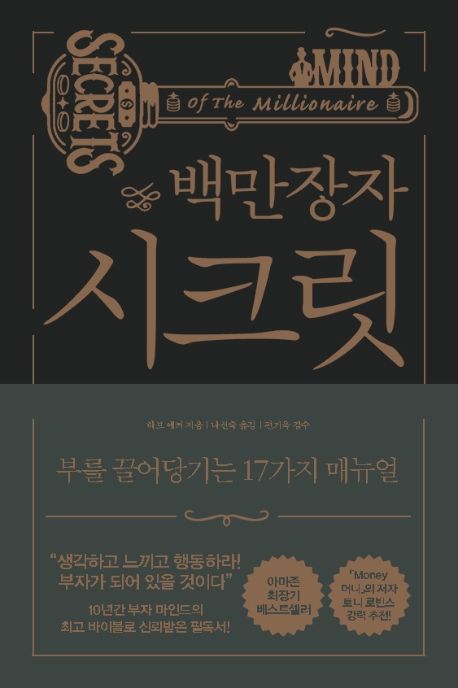 SECRETS
MIND
Of The Millionaire
백만장자
시크릿
하브 에커 지음 | 나선숙 옮김 | 전기욱 감수
부를 끌어당기는 17가지 매뉴얼
“생각하고 느끼고 행동하라!
부자가 되어 있을 것이다”
10년간 부자 마인드의
최고 바이블로 신뢰받은 필독서!
아마존
최장기
베스트셀러
『Money
머니』의 저자
토니 로빈스
강력 추천!